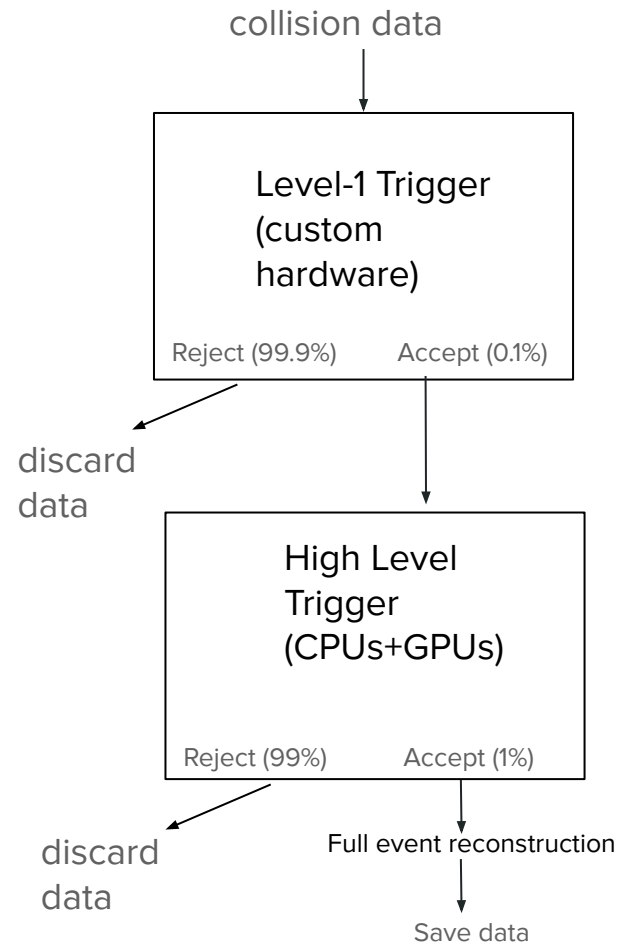 collision data
Level-1 Trigger
(custom
hardware)
Reject (99.9%)
Accept (0.1%)
discard
data
High Level
Trigger
(CPUs+GPUs)
Reject (99%)
Accept (1%)
discard
data
Full event reconstruction
Save data